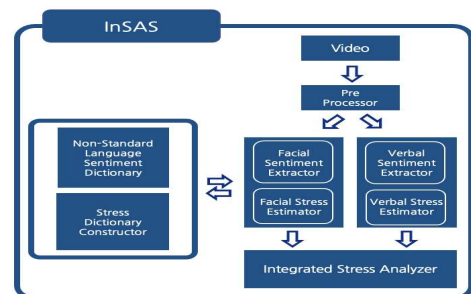 InSAS
Video
Pre
Processor
Non-Standard
Language
Sentiment
Dictionary
Stress
Dictionary
Constructor
Facial
Sentiment
Extractor
Facial Stress
Estimator
Verbal
Sentiment
Extractor
Verbal Stress
Estimator
Integrated Stress Analyzer